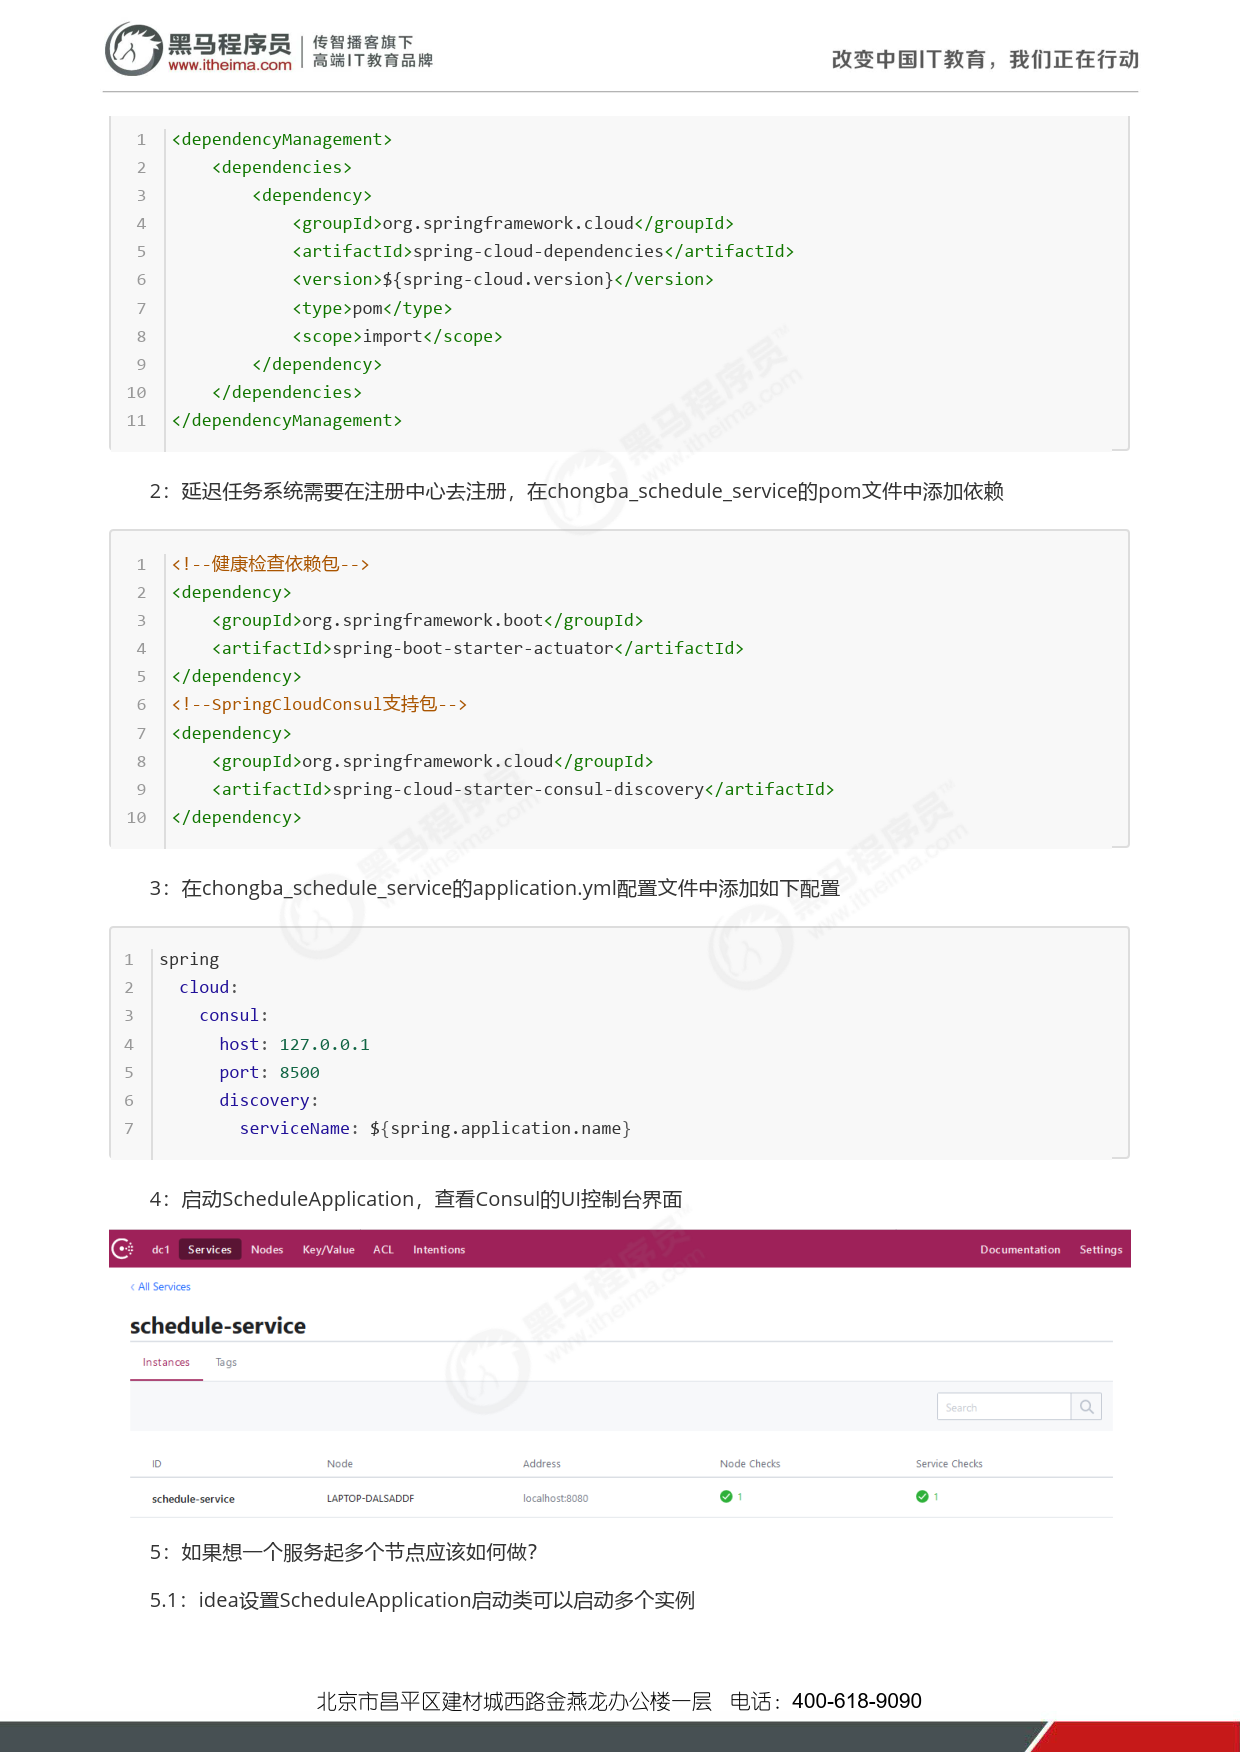 黑马程序员
www.itheima.com
传智播客旗下
高端IT教育品牌
改变中国IT教育，我们正在行动
1 <dependencyManagement>
2     <dependencies>
3         <dependency>
4             <groupId>org.springframework.cloud</groupId>
5             <artifactId>spring-cloud-dependencies</artifactId>
6             <version>${spring-cloud.version}</version>
7             <type>pom</type>
8             <scope>import</scope>
9         </dependency>
10     </dependencies>
11 </dependencyManagement>
2：延迟任务系统需要在注册中心去注册，在chongba_schedule_service的pom文件中添加依赖
1 <!--健康检查依赖包-->
2 <dependency>
3     <groupId>org.springframework.boot</groupId>
4     <artifactId>spring-boot-starter-actuator</artifactId>
5 </dependency>
6 <!--SpringCloudConsul支持包-->
7 <dependency>
8     <groupId>org.springframework.cloud</groupId>
9     <artifactId>spring-cloud-starter-consul-discovery</artifactId>
10 </dependency>
3：在chongba_schedule_service的application.yml配置文件中添加如下配置
1 spring
2   cloud:
3     consul:
4       host: 127.0.0.1
5       port: 8500
6       discovery:
7         serviceName: ${spring.application.name}
4：启动ScheduleApplication，查看Consul的UI控制台界面
dc1 Services Nodes Key/Value ACL Intentions Documentation Settings
‹ All Services
schedule-service
Instances Tags
Search
ID Node Address Node Checks Service Checks
schedule-service LAPTOP-DALSADDF localhost:8080 1 1
5：如果想一个服务起多个节点应该如何做？
5.1：idea设置ScheduleApplication启动类可以启动多个实例
北京市昌平区建材城西路金燕龙办公楼一层 电话：400-618-9090